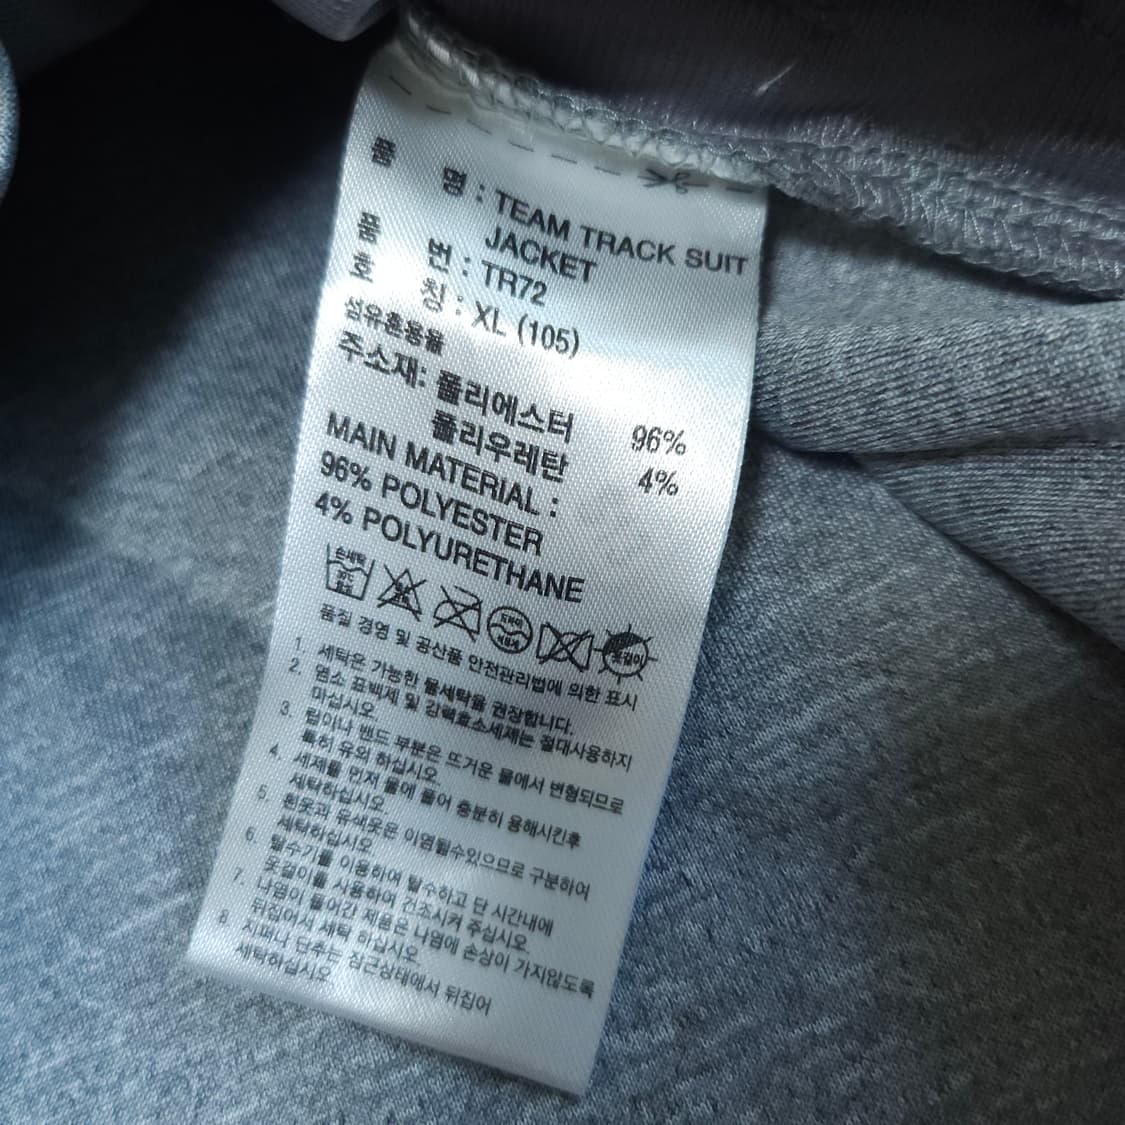 품 명 : TEAM TRACK SUIT
JACKET
품 번 : TR72
호 칭 : XL (105)
섬유혼용율
주소재: 폴리에스터 96%
폴리우레탄 4%
MAIN MATERIAL :
96% POLYESTER
4% POLYURETHANE
손세탁
품질 경영 및 공산품 안전관리법에 의한 표시
1. 세탁은 가능한 물세탁을 권장합니다.
2. 염소 표백제 및 강력효소세제는 절대사용하지
마십시오.
3. 립이나 밴드 부분은 뜨거운 물에서 변형되므로
특히 유의 하십시오.
4. 세제를 먼저 물에 풀어 충분히 용해시킨후
세탁하십시오.
5. 흰옷과 유색옷은 이염될수있으므로 구분하여
세탁하십시오.
6. 탈수기를 이용하여 탈수하고 단 시간내에
옷걸이를 사용하여 건조시켜 주십시오.
7. 나염이 들어간 제품은 나염에 손상이 가지않도록
뒤집어서 세탁 하십시오.
8. 지퍼나 단추는 잠근상태에서 뒤집어
세탁하십시오.